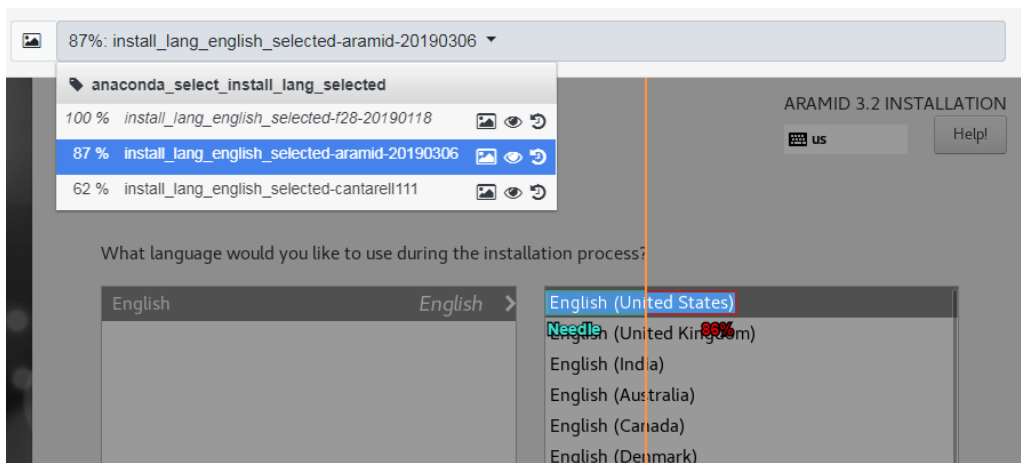 87%: install_lang_english_selected-aramid-20190306
anaconda_select_install_lang_selected
100 % install_lang_english_selected-f28-20190118
87 % install_lang_english_selected-aramid-20190306
62 % install_lang_english_selected-cantarell111
ARAMID 3.2 INSTALLATION
us
Help!
What language would you like to use during the installation process?
English English
English (United States)
Needle 86%
English (United Kingdom)
English (India)
English (Australia)
English (Canada)
English (Denmark)